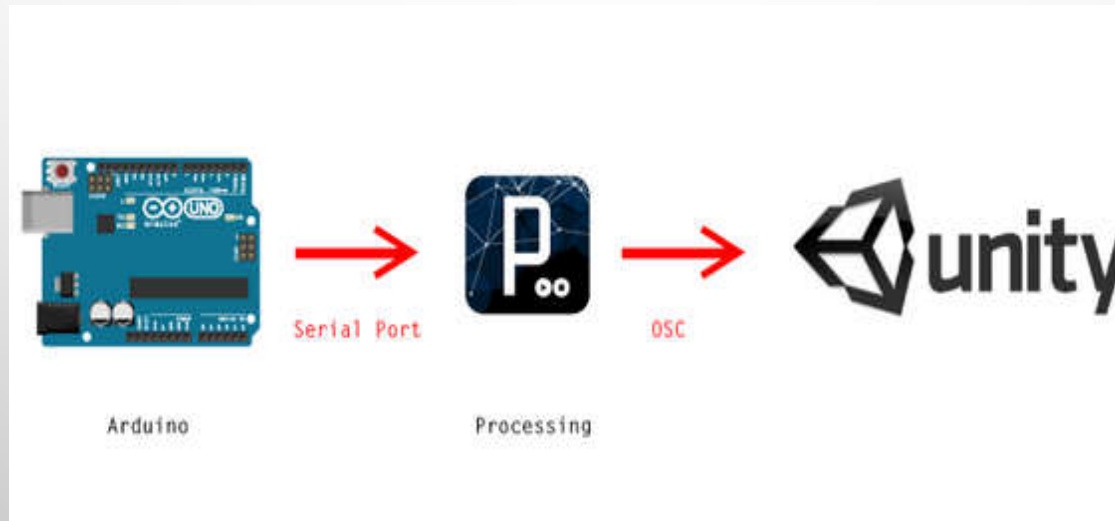 UNO
unity
Serial Port
OSC
Arduino
Processing